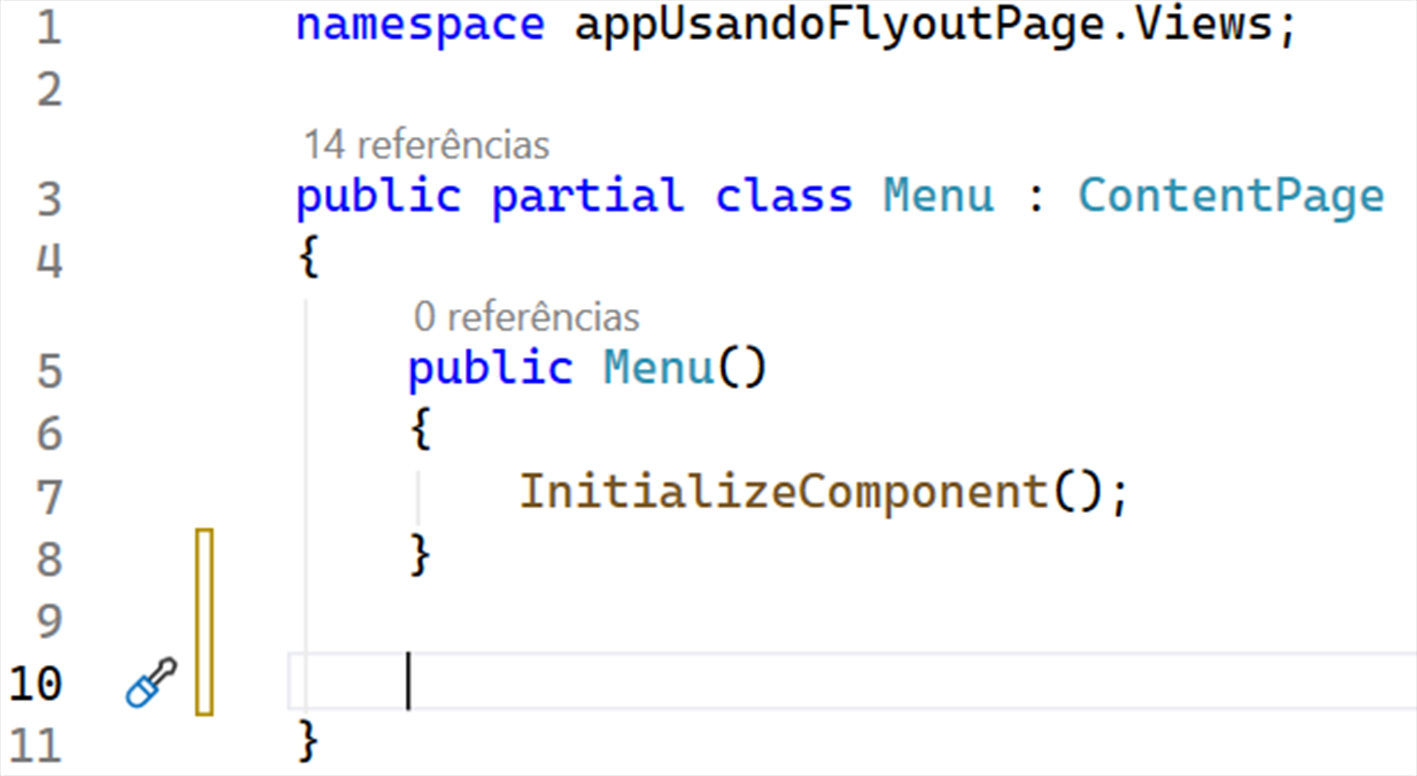 1 namespace appUsandoFlyoutPage.Views;
2
14 referências
3 public partial class Menu : ContentPage
4 {
0 referências
5 public Menu()
6 {
7 InitializeComponent();
8 }
9
10
11 }